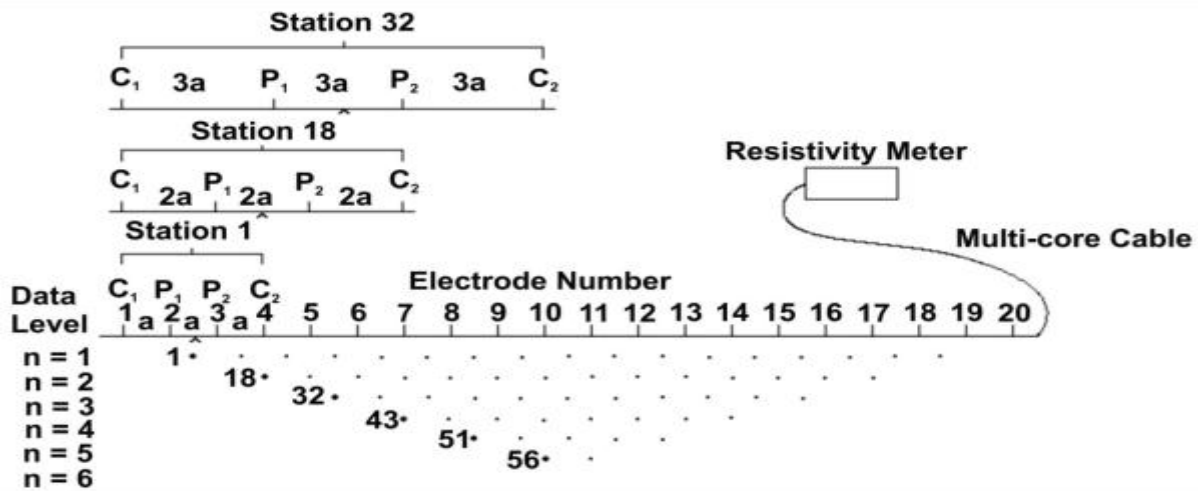 Station 32
C₁ 3a P₁ 3a P₂ 3a C₂
Station 18
C₁ 2a P₁ 2a P₂ 2a C₂
Resistivity Meter
Station 1
Multi-core Cable
C₁ P₁ P₂ C₂
Electrode Number
Data
Level
1 2 3 4 5 6 7 8 9 10 11 12 13 14 15 16 17 18 19 20
a a a
n = 1 1
n = 2 18
n = 3 32
n = 4 43
n = 5 51
n = 6 56